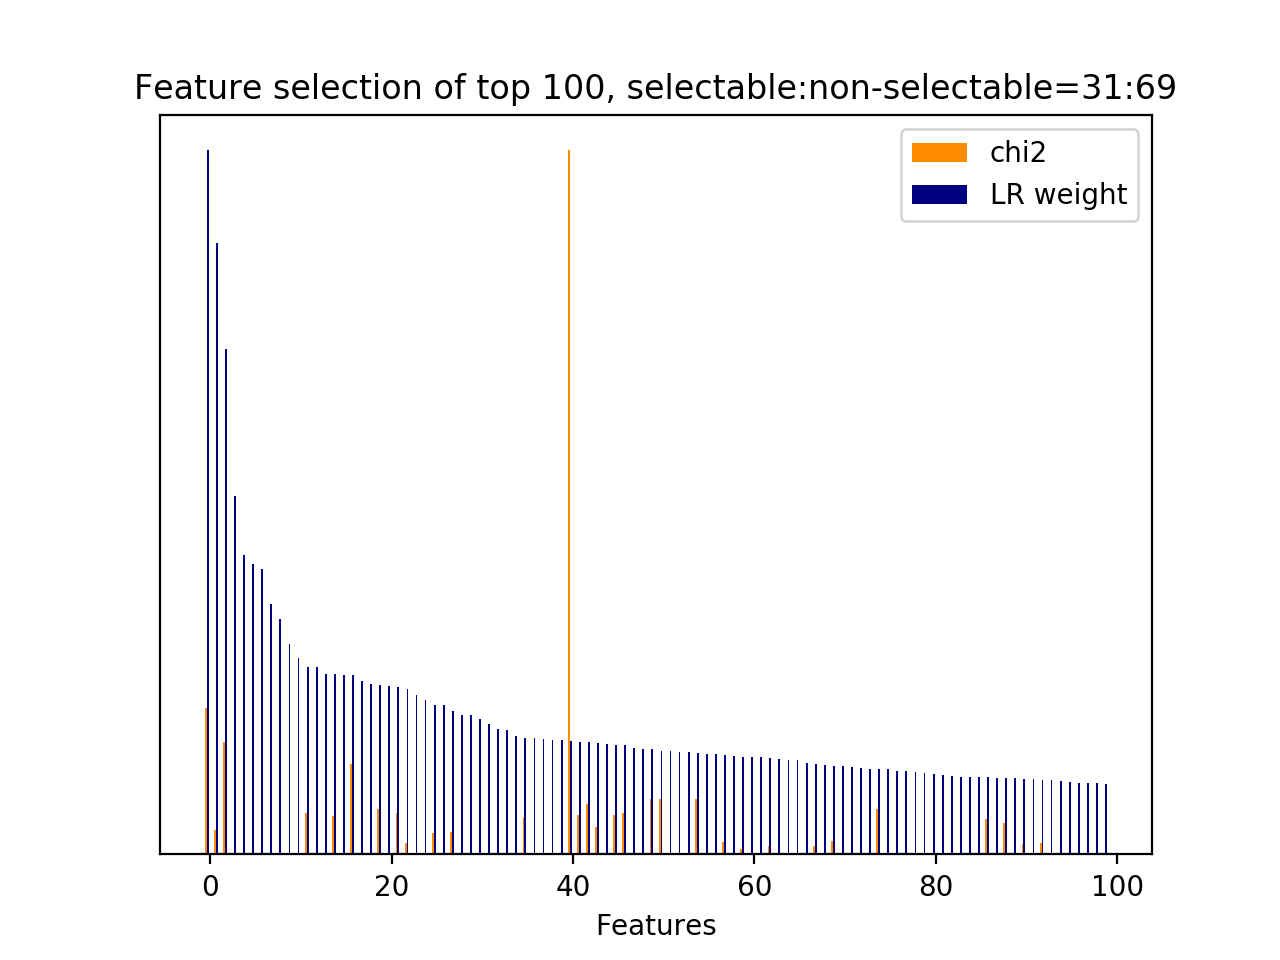 Feature selection of top 100, selectable:non-selectable=31:69
chi2
LR weight
0 20 40 60 80 100
Features